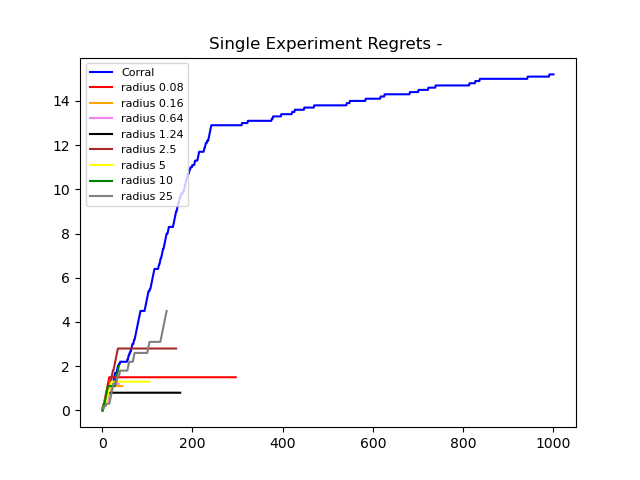 Single Experiment Regrets -
Corral
radius 0.08
radius 0.16
radius 0.64
radius 1.24
radius 2.5
radius 5
radius 10
radius 25
14
12
10
8
6
4
2
0
0 200 400 600 800 1000